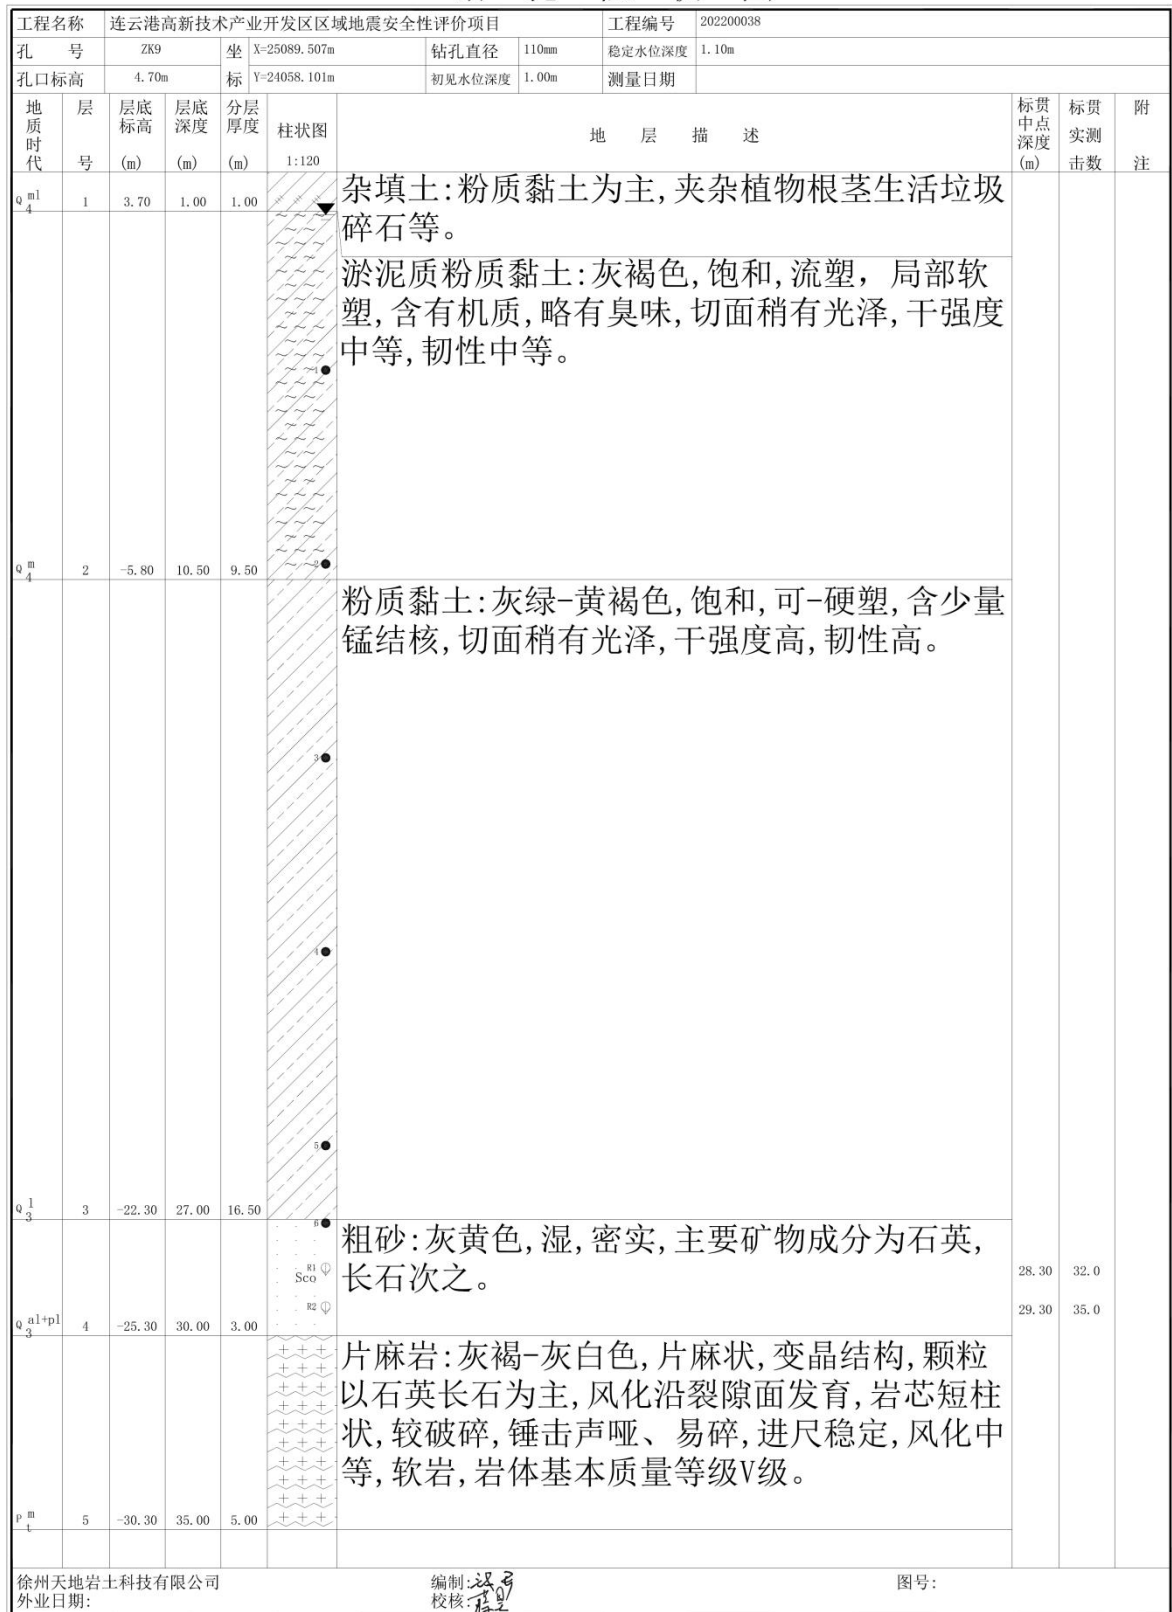 工程名称 连云港高新技术产业开发区区域地震安全性评价项目 工程编号 202200038
孔 号 ZK9 坐 X=25089.507m 钻孔直径 110mm 稳定水位深度 1.10m
孔口标高 4.70m 标 Y=24058.101m 初见水位深度 1.00m 测量日期
地质时代 层号 层底标高(m) 层底深度(m) 分层厚度(m) 柱状图 1:120 地 层 描 述 标贯中点深度(m) 标贯实测击数 附注
Q4ml 1 3.70 1.00 1.00
杂填土:粉质黏土为主,夹杂植物根茎生活垃圾
碎石等。
淤泥质粉质黏土:灰褐色,饱和,流塑，局部软
塑,含有机质,略有臭味,切面稍有光泽,干强度
中等,韧性中等。
1
2
Q4m 2 -5.80 10.50 9.50
粉质黏土:灰绿-黄褐色,饱和,可-硬塑,含少量
锰结核,切面稍有光泽,干强度高,韧性高。
3
4
5
Q3l 3 -22.30 27.00 16.50
6
粗砂:灰黄色,湿,密实,主要矿物成分为石英,
长石次之。
R1 28.30 32.0
Sco
R2 29.30 35.0
Q3al+pl 4 -25.30 30.00 3.00
片麻岩:灰褐-灰白色,片麻状,变晶结构,颗粒
以石英长石为主,风化沿裂隙面发育,岩芯短柱
状,较破碎,锤击声哑、易碎,进尺稳定,风化中
等,软岩,岩体基本质量等级V级。
Ptm 5 -30.30 35.00 5.00
徐州天地岩土科技有限公司 编制: 图号:
外业日期: 校核: